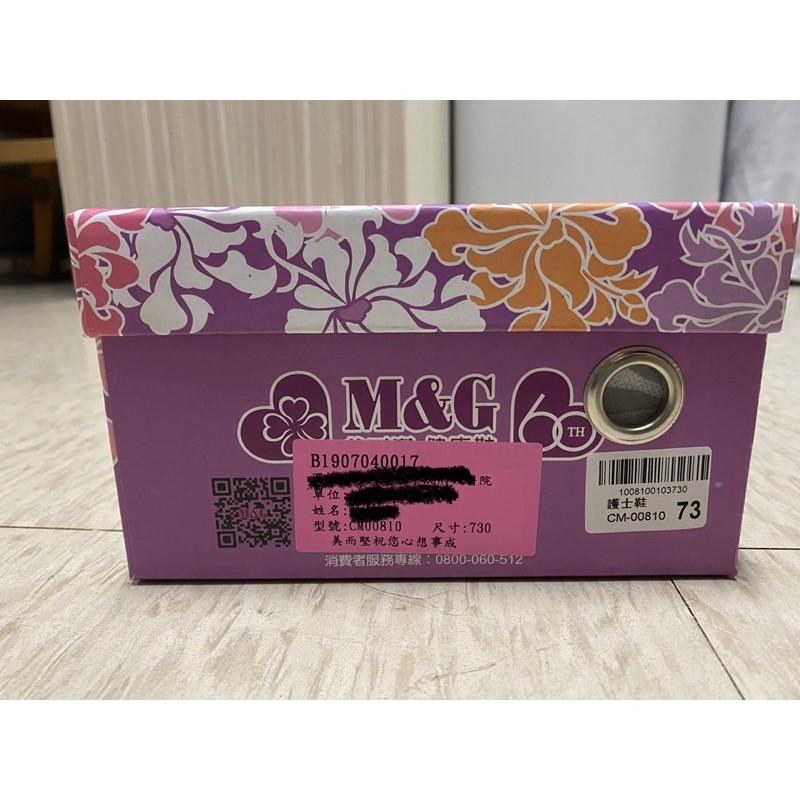 M&G
60 TH
B1907040017
院
單位
姓名:
型號:CM00810 尺寸:730
美而堅祝您心想事成
消費者服務專線:0800-060-512
1008100103730
護士鞋
CM-00810 73